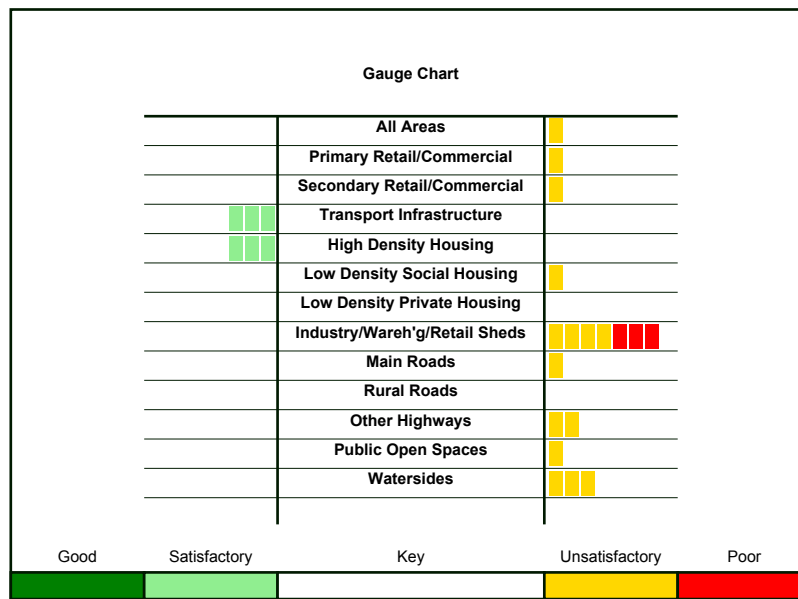 Gauge Chart
All Areas
Primary Retail/Commercial
Secondary Retail/Commercial
Transport Infrastructure
High Density Housing
Low Density Social Housing
Low Density Private Housing
Industry/Wareh'g/Retail Sheds
Main Roads
Rural Roads
Other Highways
Public Open Spaces
Watersides
Good Satisfactory Key Unsatisfactory Poor